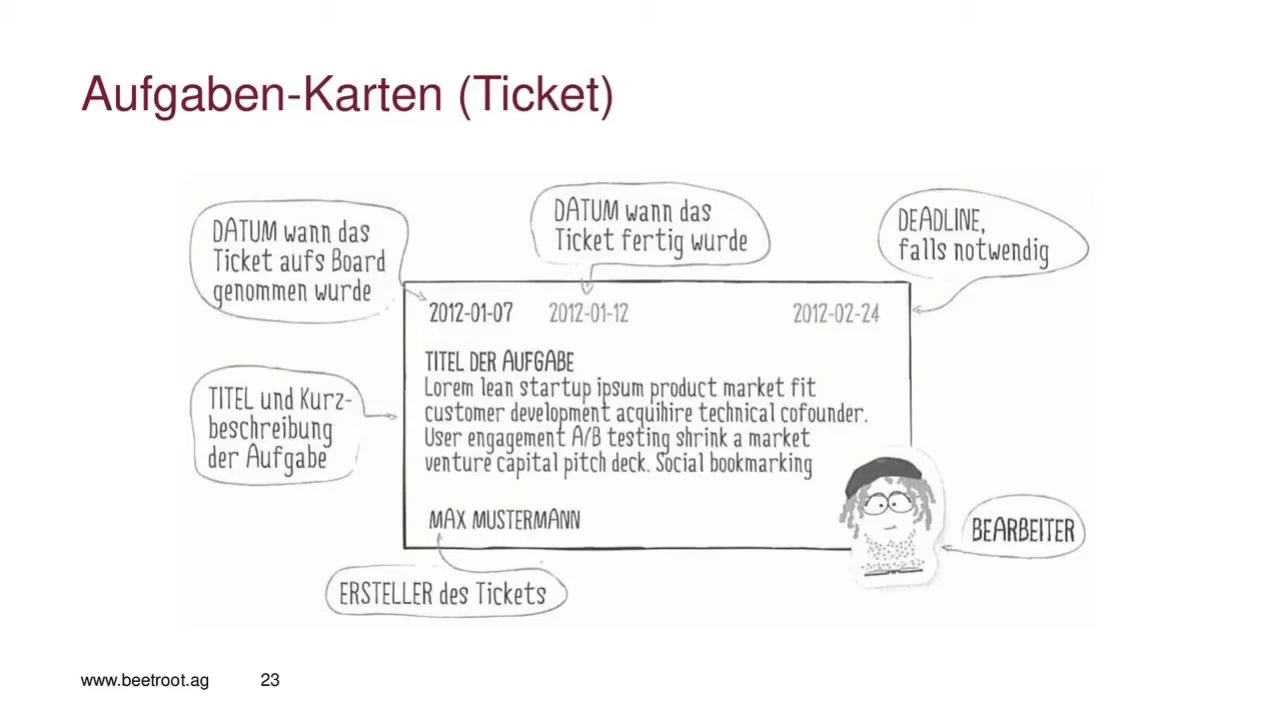 Aufgaben-Karten (Ticket)
DATUM wann das
Ticket aufs Board
genommen wurde
DATUM wann das
Ticket fertig wurde
DEADLINE,
falls notwendig
2012-01-07 2012-01-12 2012-02-24
TITEL DER AUFGABE
Lorem lean startup ipsum product market fit
customer development acquihire technical cofounder.
User engagement A/B testing shrink a market
venture capital pitch deck. Social bookmarking
TITEL und Kurz-
beschreibung
der Aufgabe
MAX MUSTERMANN
BEARBEITER
ERSTELLER des Tickets
www.beetroot.ag 23